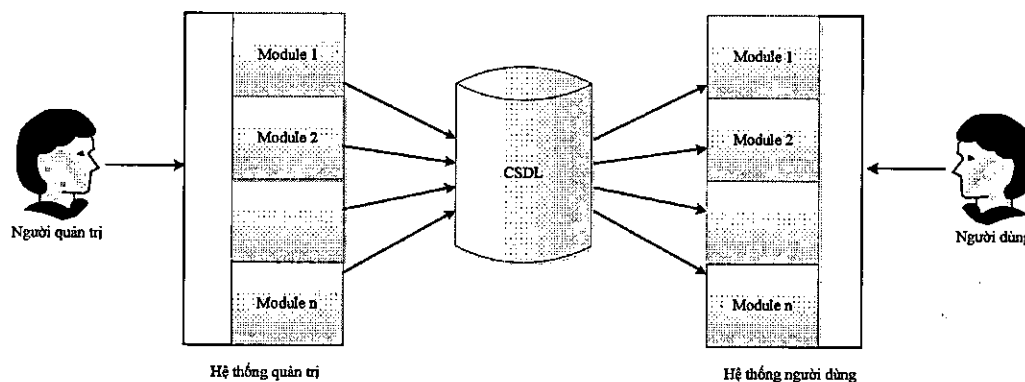 Module 1
Module 2
Module n
Người quản trị
Hệ thống quản trị
CSDL
Module 1
Module 2
Module n
Người dùng
Hệ thống người dùng